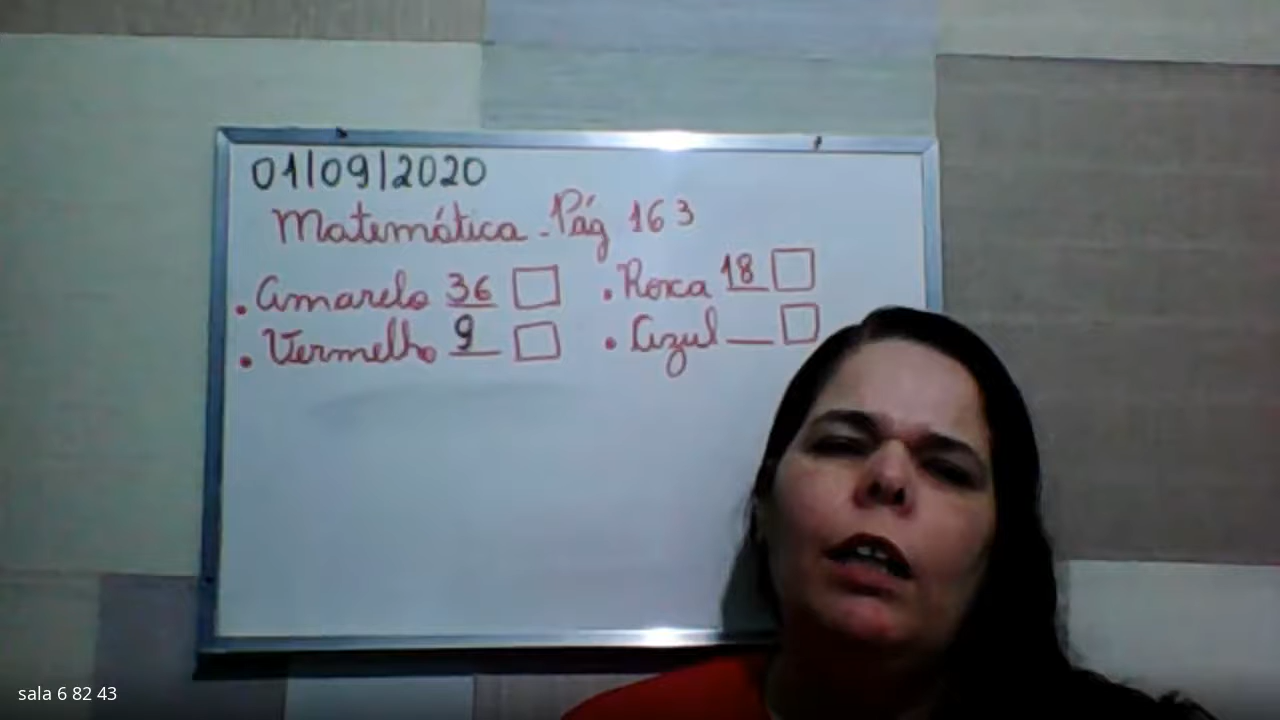 01/09/2020
Matemática - Pág 163
. Amarelo 36 . Roxa 18
. Vermelho 9 . Azul __
sala 6 82 43